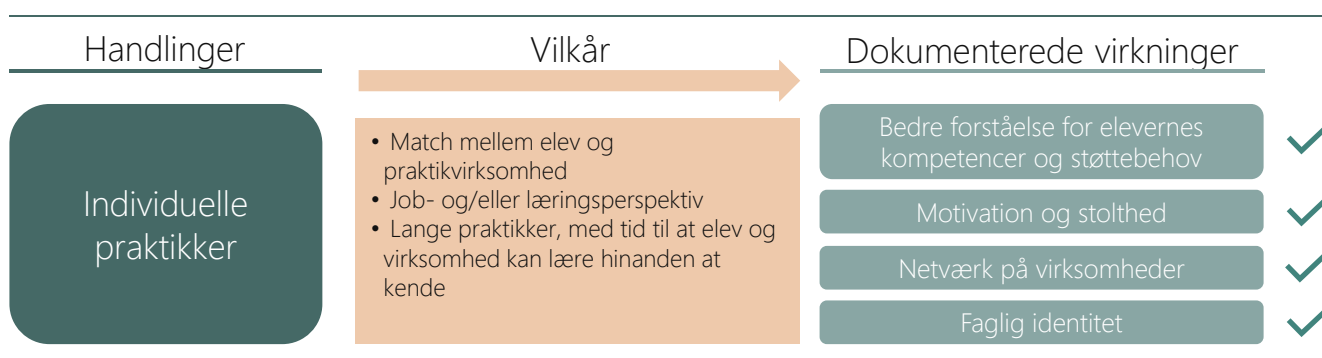 Handlinger
Vilkår
Dokumenterede virkninger
Individuelle
praktikker
• Match mellem elev og
praktikvirksomhed
• Job- og/eller læringsperspektiv
• Lange praktikker, med tid til at elev og
virksomhed kan lære hinanden at
kende
Bedre forståelse for elevernes
kompetencer og støttebehov
Motivation og stolthed
Netværk på virksomheder
Faglig identitet